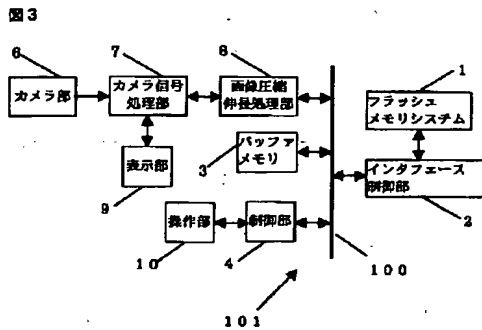 図3
6
7
8
1
カメラ部
カメラ信号
処理部
画像圧縮
伸長処理部
フラッシュ
メモリシステム
バッファ
メモリ
3
表示部
9
インタフェース
制御部
2
操作部
制御部
10
4
100
101